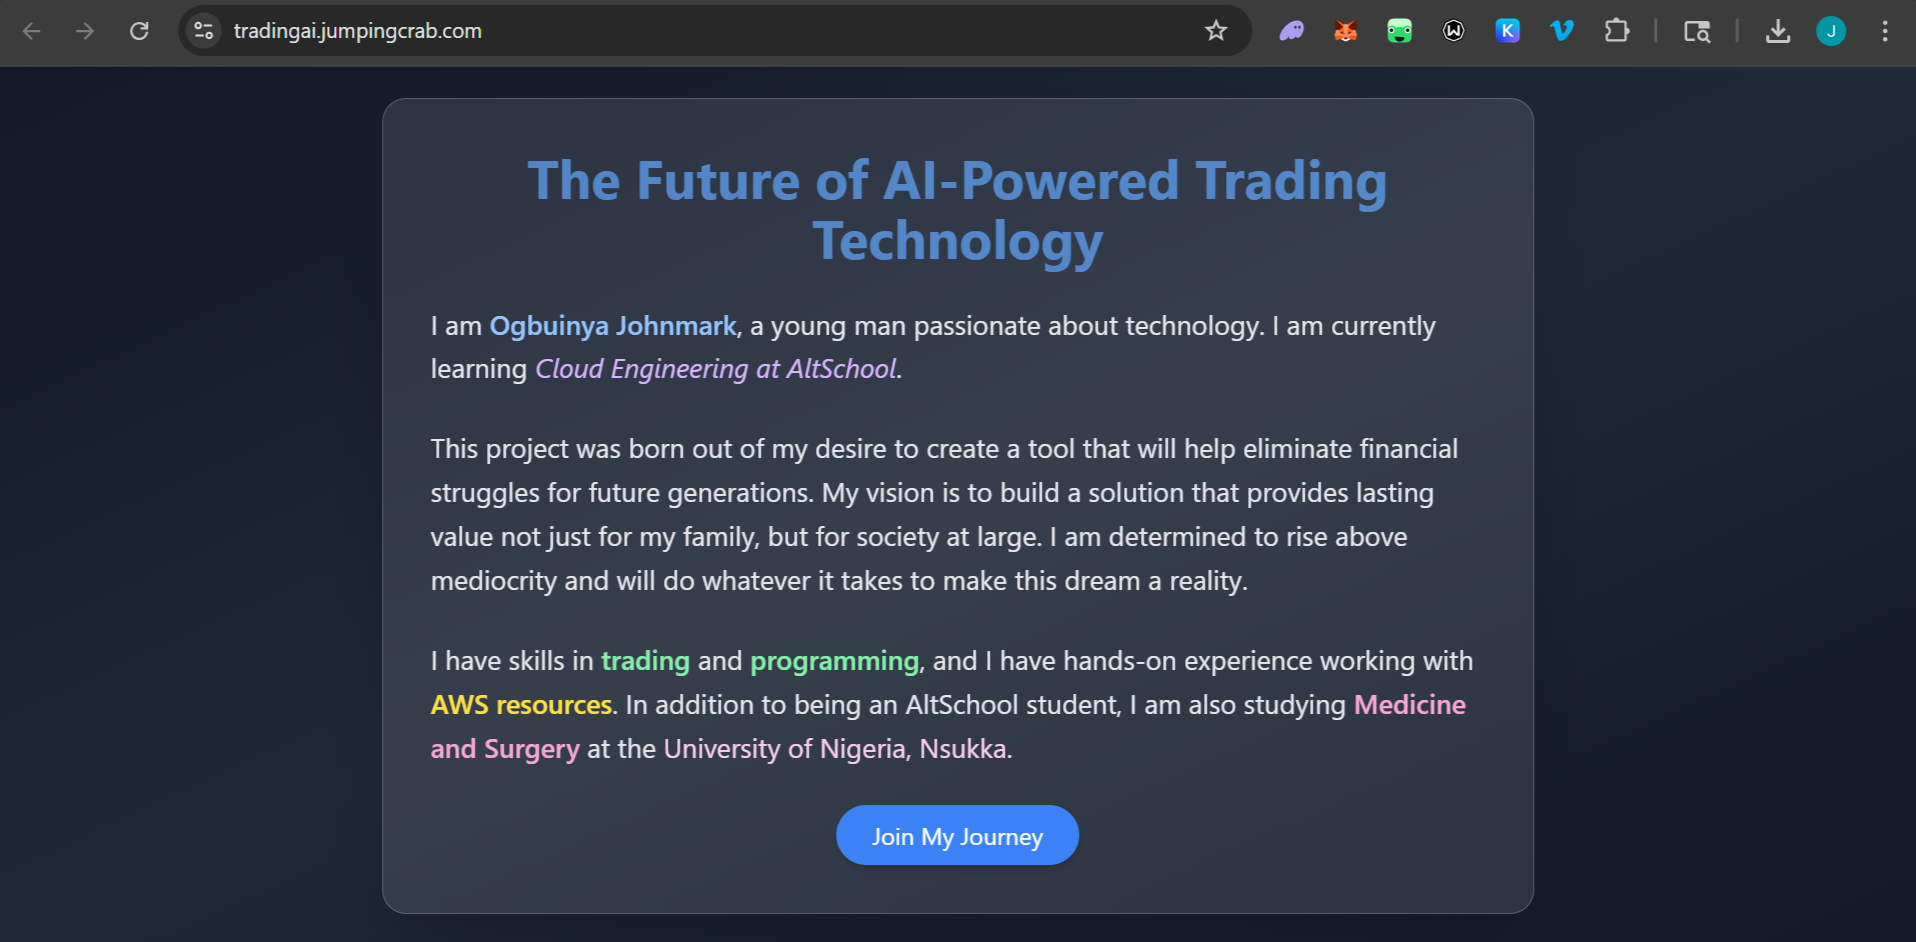 tradingai.jumpingcrab.com
W
K
J
The Future of AI-Powered Trading
Technology
I am Ogbuinya Johnmark, a young man passionate about technology. I am currently
learning Cloud Engineering at AltSchool.
This project was born out of my desire to create a tool that will help eliminate financial
struggles for future generations. My vision is to build a solution that provides lasting
value not just for my family, but for society at large. I am determined to rise above
mediocrity and will do whatever it takes to make this dream a reality.
I have skills in trading and programming, and I have hands-on experience working with
AWS resources. In addition to being an AltSchool student, I am also studying Medicine
and Surgery at the University of Nigeria, Nsukka.
Join My Journey